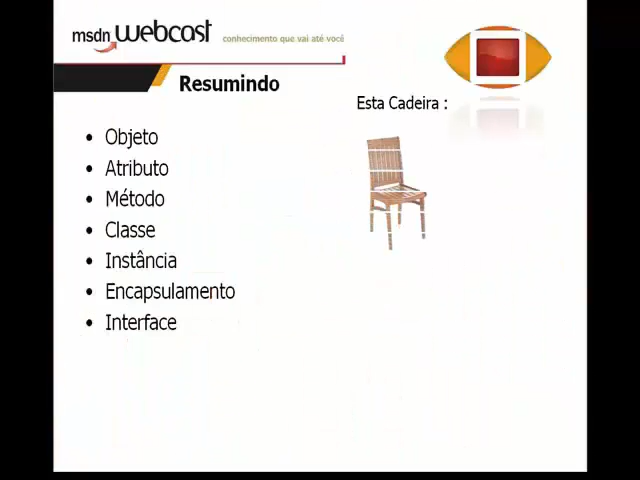 msdn webcast
conhecimento que vai até você
Resumindo
Esta Cadeira :
• Objeto
• Atributo
• Método
• Classe
• Instância
• Encapsulamento
• Interface